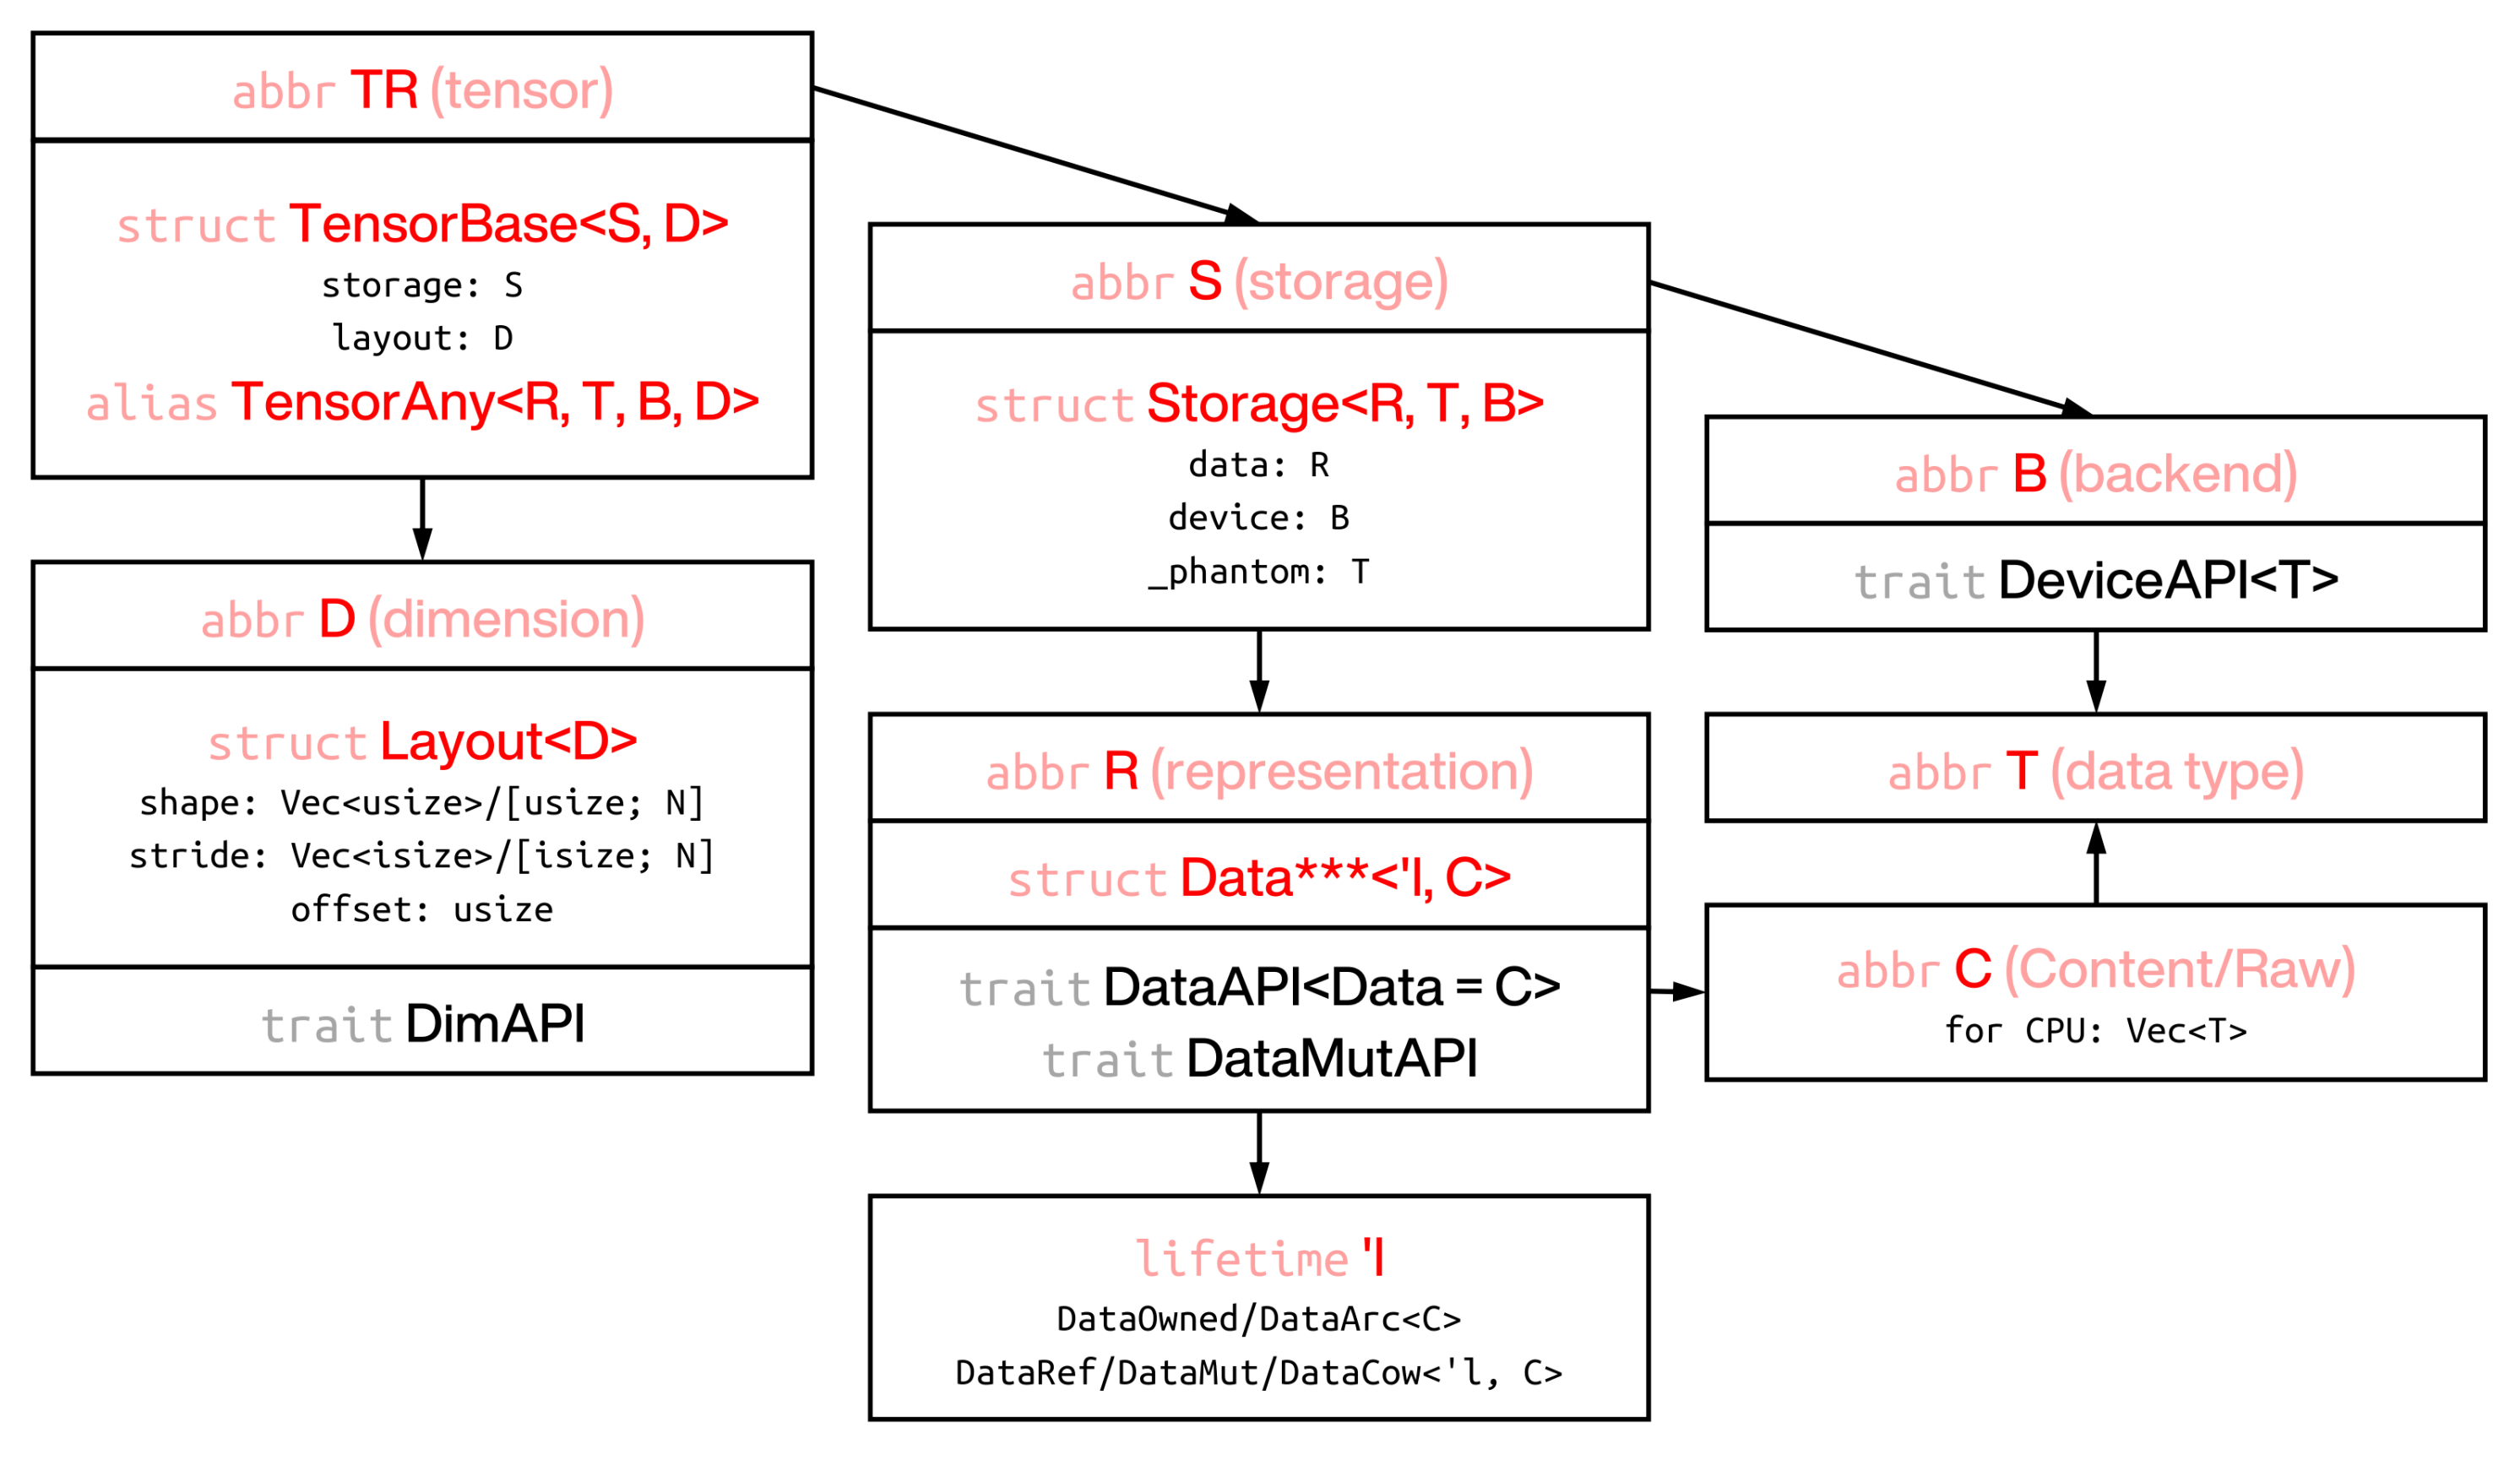 abbr TR (tensor)
struct TensorBase<S, D>
storage: S
layout: D
alias TensorAny<R, T, B, D>
abbr D (dimension)
struct Layout<D>
shape: Vec<usize>/[usize; N]
stride: Vec<isize>/[isize; N]
offset: usize
trait DimAPI
abbr S (storage)
struct Storage<R, T, B>
data: R
device: B
_phantom: T
abbr R (representation)
struct Data***<'l, C>
trait DataAPI<Data = C>
trait DataMutAPI
lifetime 'l
DataOwned/DataArc<C>
DataRef/DataMut/DataCow<'l, C>
abbr B (backend)
trait DeviceAPI<T>
abbr T (data type)
abbr C (Content/Raw)
for CPU: Vec<T>